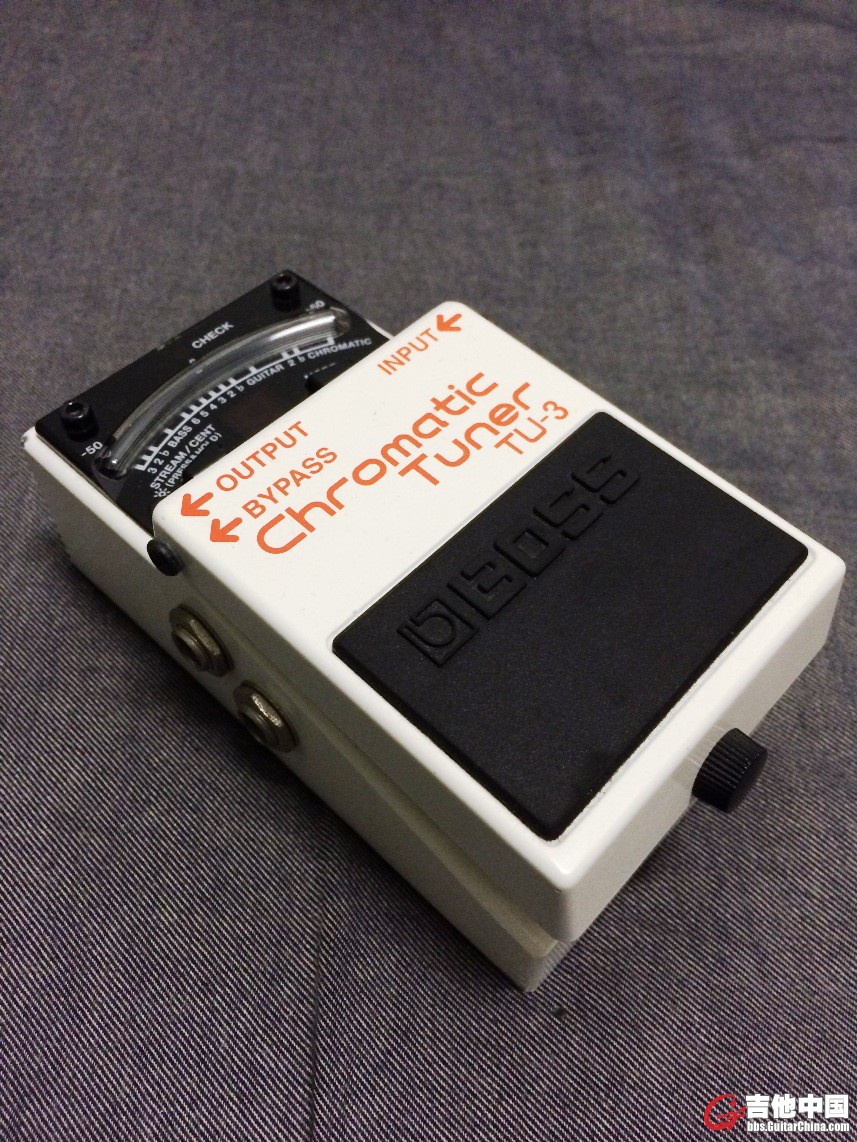 CHECK
-50
+50
3 2 b BASS 6 5 4 3 2 b GUITAR 2 b CHROMATIC
STREAM/CENT
INPUT
OUTPUT
BYPASS
Chromatic
Tuner
TU-3
BOSS
吉他中国
bbs.GuitarChina.com